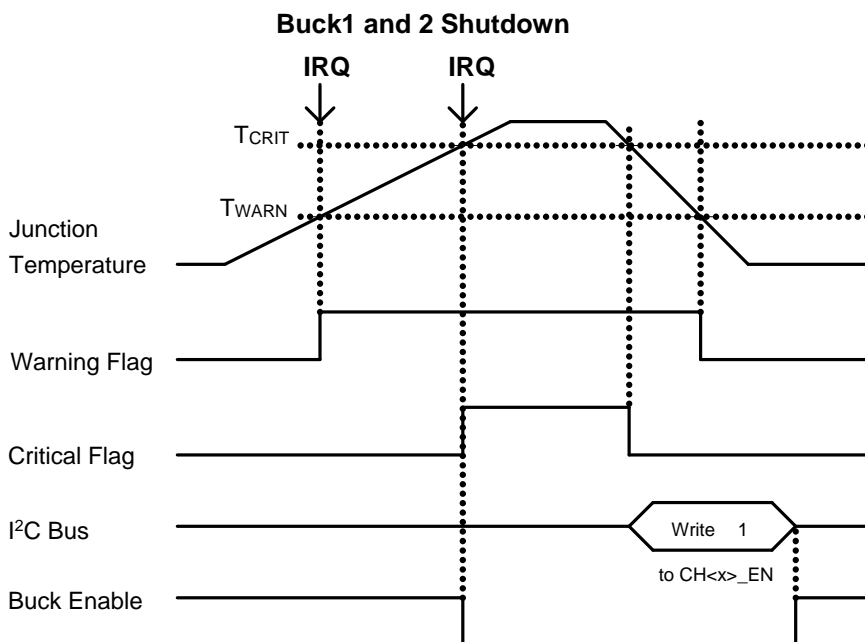 Buck1 and 2 Shutdown
IRQ IRQ
TCRIT
TWARN
Junction
Temperature
Warning Flag
Critical Flag
I²C Bus
Write 1
to CH<x>_EN
Buck Enable